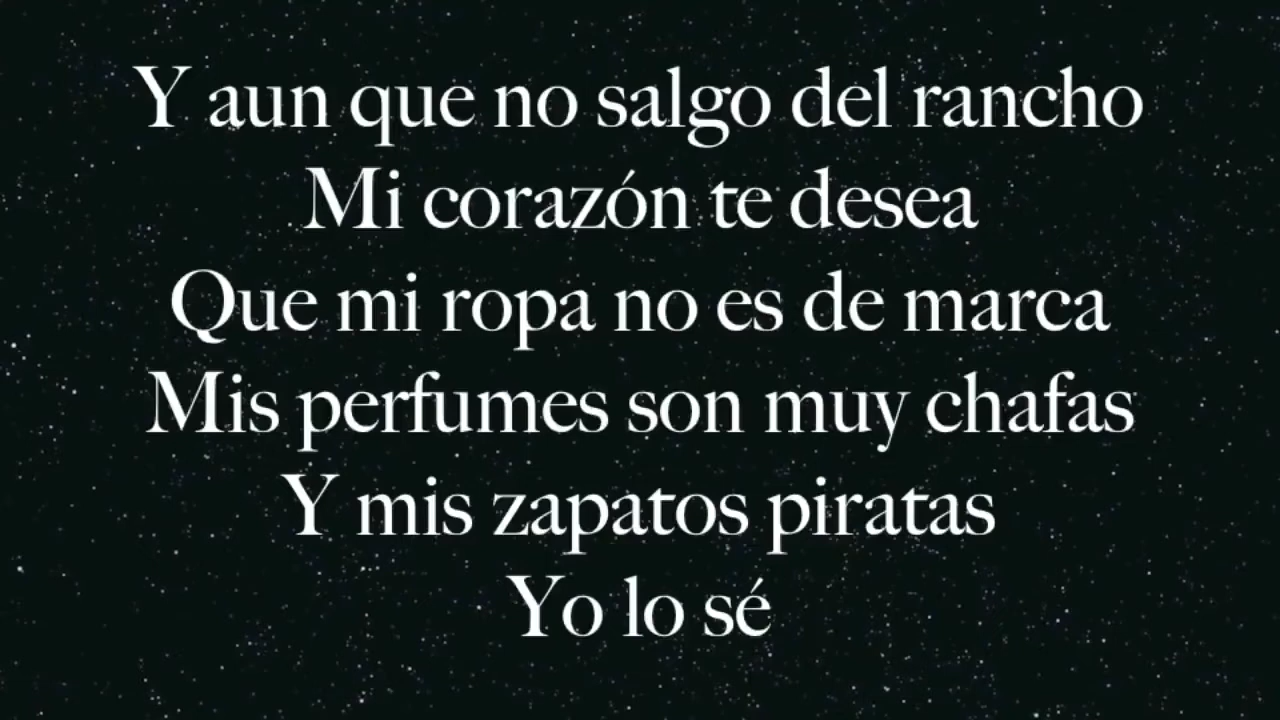 Y aun que no salgo del rancho
Mi corazón te desea
Que mi ropa no es de marca
Mis perfumes son muy chafas
Y mis zapatos piratas
Yo lo sé